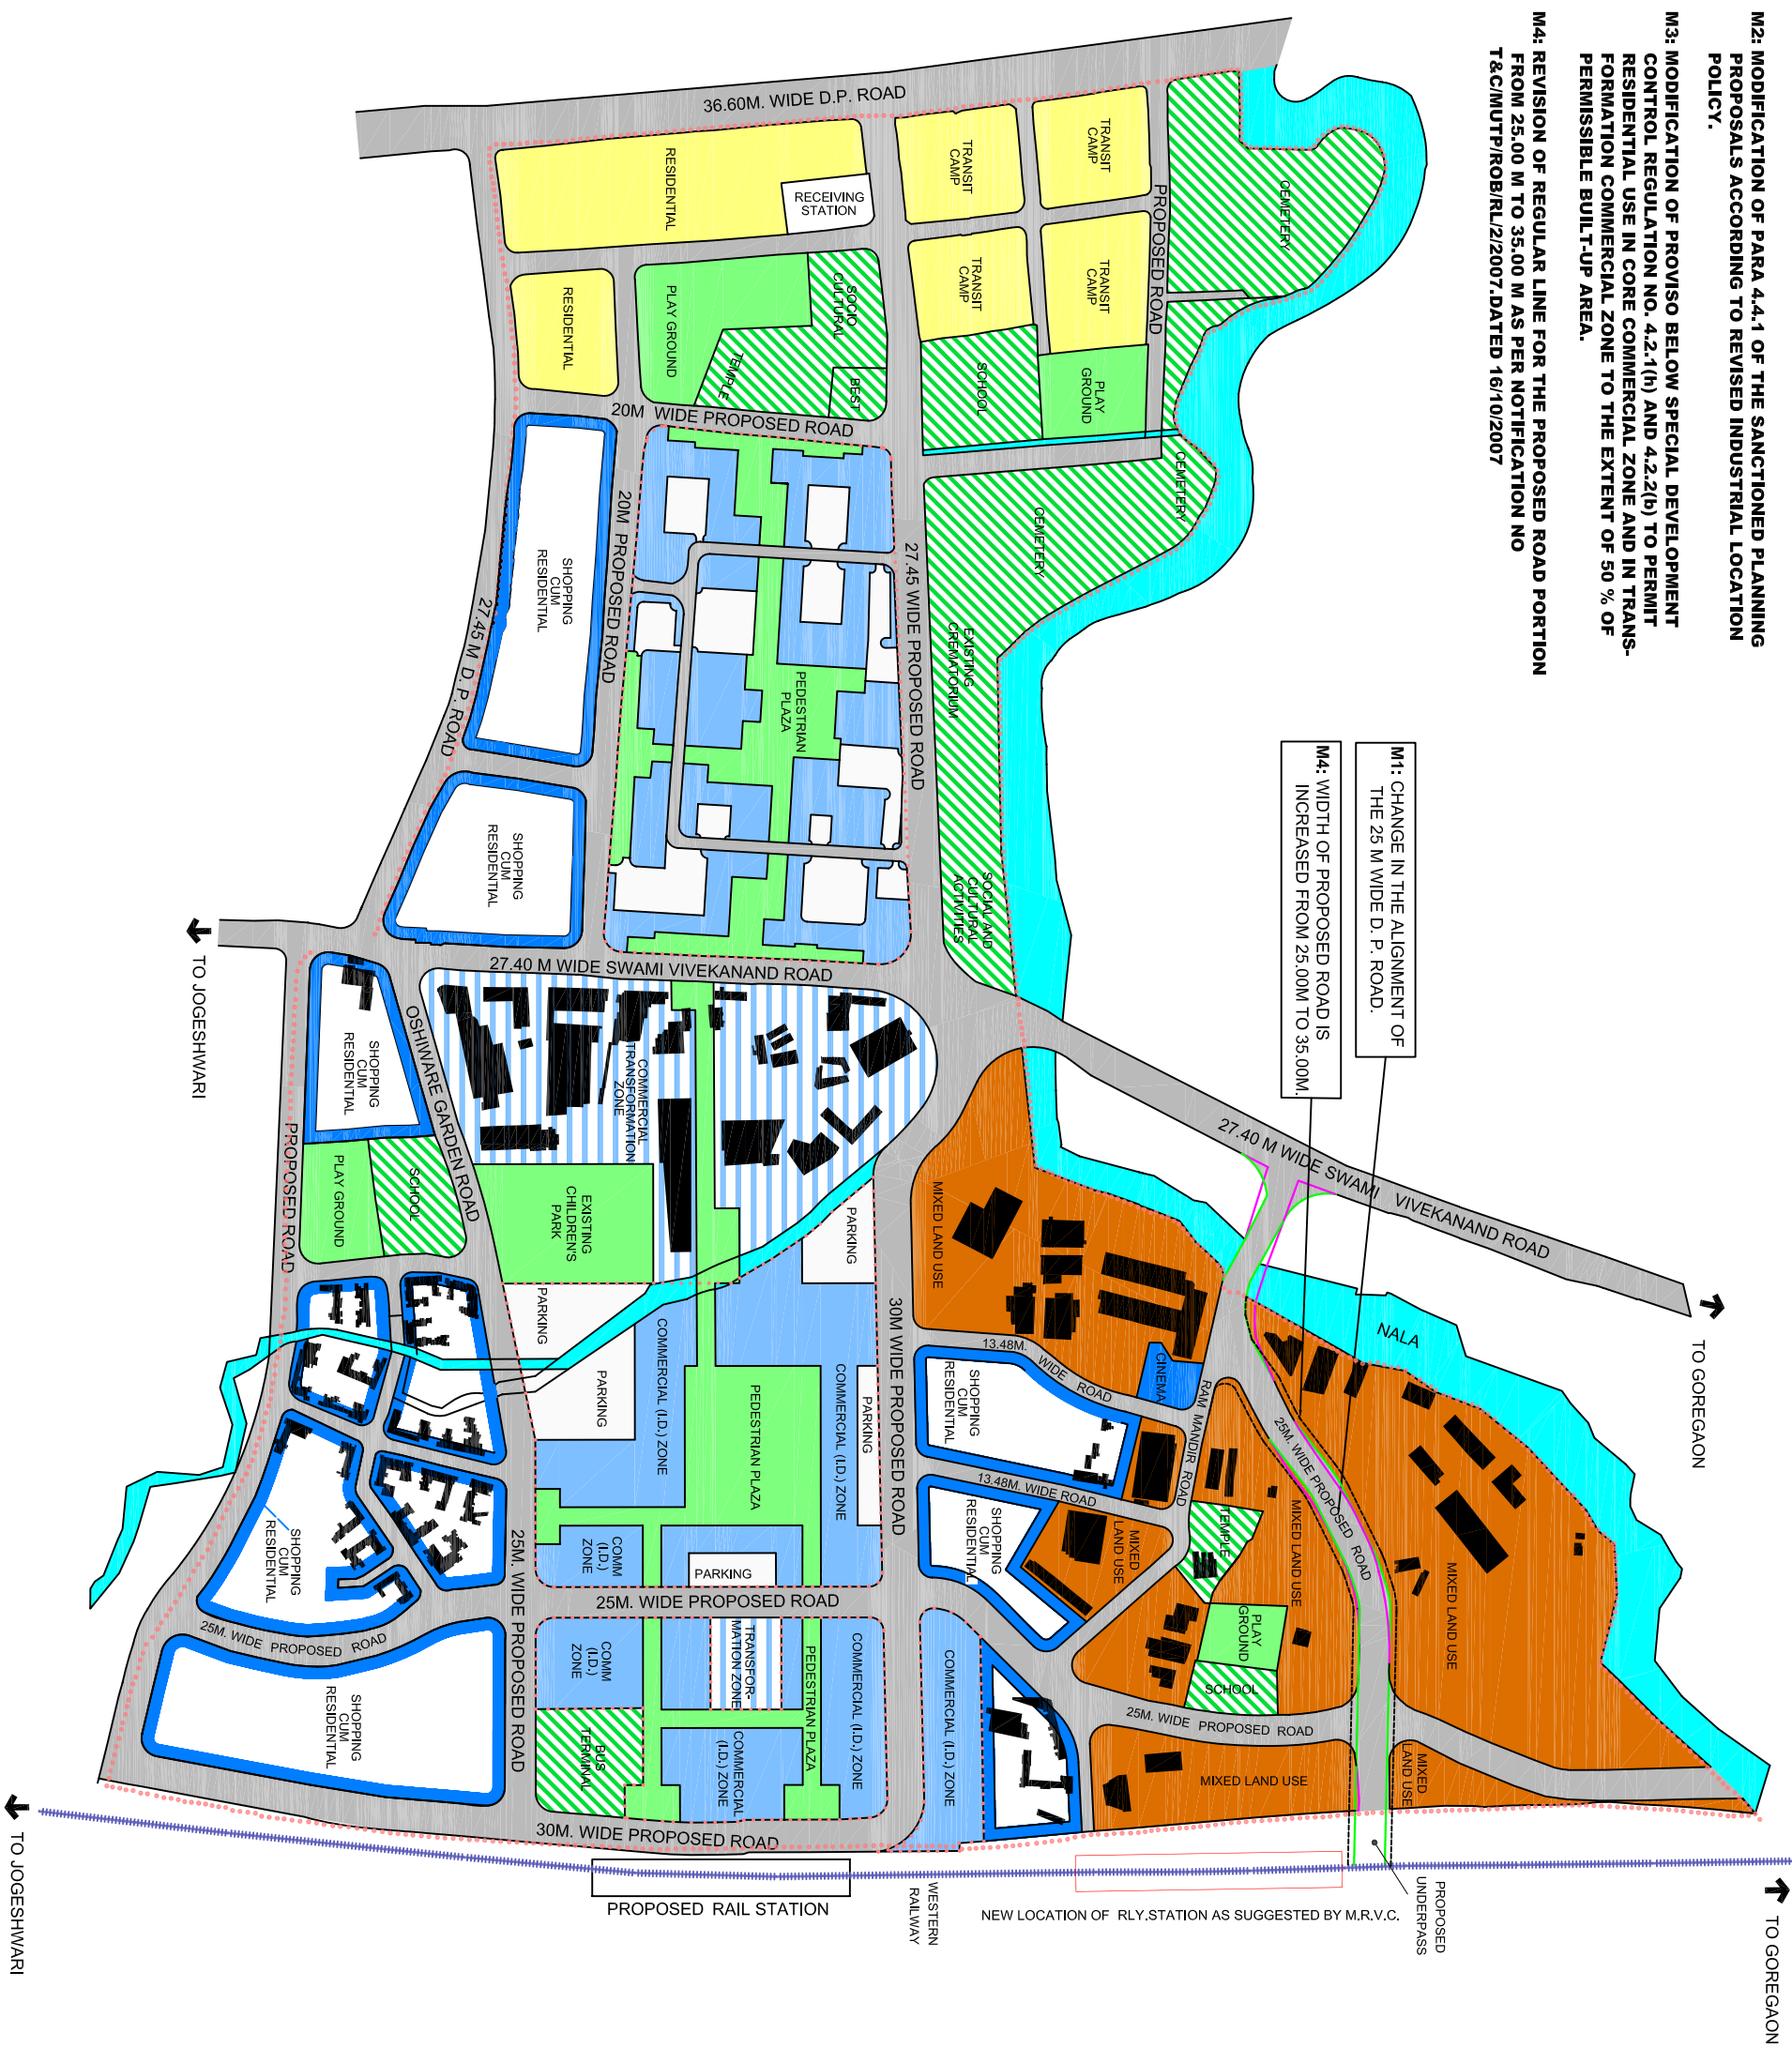 M2: MODIFICATION OF PARA 4.4.1 OF THE SANCTIONED PLANNING
PROPOSALS ACCORDING TO REVISED INDUSTRIAL LOCATION
POLICY.
M3: MODIFICATION OF PROVISO BELOW SPECIAL DEVELOPMENT
CONTROL REGULATION NO. 4.2.1(h) AND 4.2.2(b) TO PERMIT
RESIDENTIAL USE IN CORE COMMERCIAL ZONE AND IN TRANS-
FORMATION COMMERCIAL ZONE TO THE EXTENT OF 50 % OF
PERMISSIBLE BUILT-UP AREA.
M4: REVISION OF REGULAR LINE FOR THE PROPOSED ROAD PORTION
FROM 25.00 M TO 35.00 M AS PER NOTIFICATION NO
T&C/MUTP/ROB/RL/2/2007.DATED 16/10/2007
M1: CHANGE IN THE ALIGNMENT OF
THE 25 M WIDE D. P. ROAD.
M4: WIDTH OF PROPOSED ROAD IS
INCREASED FROM 25.00M TO 35.00M.
36.60M. WIDE D.P. ROAD
RESIDENTIAL
RECEIVING
STATION
TRANSIT
CAMP
TRANSIT
CAMP
TRANSIT
CAMP
TRANSIT
CAMP
PROPOSED ROAD
CEMETERY
RESIDENTIAL
PLAY GROUND
SOCIO
CULTURAL
TEMPLE
BEST
SCHOOL
PLAY
GROUND
CEMETERY
20M WIDE PROPOSED ROAD
20M PROPOSED ROAD
SHOPPING
CUM
RESIDENTIAL
27.45 M D. P. ROAD
27.45 WIDE PROPOSED ROAD
CEMETERY
EXISTING
CREMATORIUM
PEDESTRIAN
PLAZA
SHOPPING
CUM
RESIDENTIAL
SOCIAL AND
CULTURAL
ACTIVITIES
27.40 M WIDE SWAMI VIVEKANAND ROAD
TO JOGESHWARI
SHOPPING
CUM
RESIDENTIAL
OSHIWARE GARDEN ROAD
COMMERCIAL
TRANSFORMATION
ZONE
27.40 M WIDE SWAMI VIVEKANAND ROAD
TO GOREGAON
PROPOSED ROAD
PLAY GROUND
SCHOOL
EXISTING
CHILDREN'S
PARK
PARKING
MIXED LAND USE
PARKING
PARKING
COMMERCIAL (I.D.) ZONE
PEDESTRIAN PLAZA
COMMERCIAL (I.D.) ZONE
PARKING
30M WIDE PROPOSED ROAD
13.48M. WIDE ROAD
SHOPPING
CUM
RESIDENTIAL
CINEMA
RAM MANDIR ROAD
NALA
25M. WIDE PROPOSED ROAD
13.48M. WIDE ROAD
SHOPPING
CUM
RESIDENTIAL
MIXED
LAND USE
TEMPLE
MIXED LAND USE
MIXED LAND USE
SHOPPING
CUM
RESIDENTIAL
25M. WIDE PROPOSED ROAD
COMM
(I.D.)
ZONE
PARKING
25M. WIDE PROPOSED ROAD
PLAY
GROUND
SCHOOL
25M. WIDE PROPOSED ROAD
SHOPPING
CUM
RESIDENTIAL
COMM
(I.D.)
ZONE
TRANSFOR-
MATION ZONE
PEDESTRIAN PLAZA
COMMERCIAL (I.D.) ZONE
COMMERCIAL (I.D.) ZONE
25M. WIDE PROPOSED ROAD
BUS
TERMINAL
COMMERCIAL
(I.D.) ZONE
MIXED LAND USE
MIXED
LAND USE
30M. WIDE PROPOSED ROAD
PROPOSED RAIL STATION
WESTERN
RAILWAY
NEW LOCATION OF RLY.STATION AS SUGGESTED BY M.R.V.C.
PROPOSED
UNDERPASS
TO JOGESHWARI
TO GOREGAON